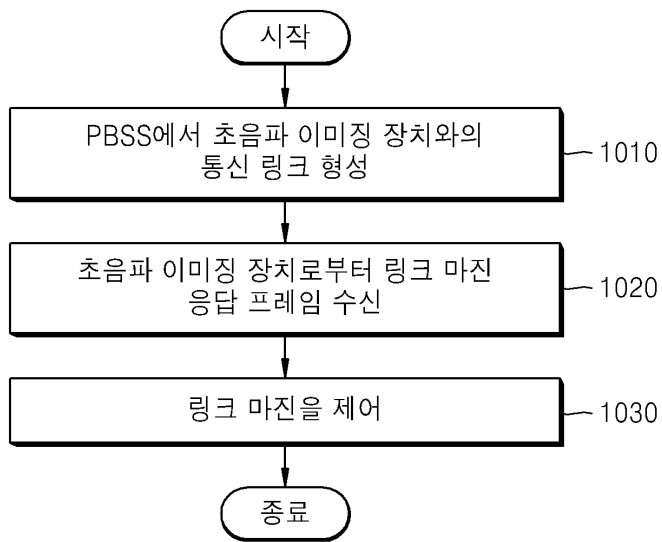 시작
PBSS에서 초음파 이미징 장치와의
통신 링크 형성
1010
초음파 이미징 장치로부터 링크 마진
응답 프레임 수신
1020
링크 마진을 제어
1030
종료